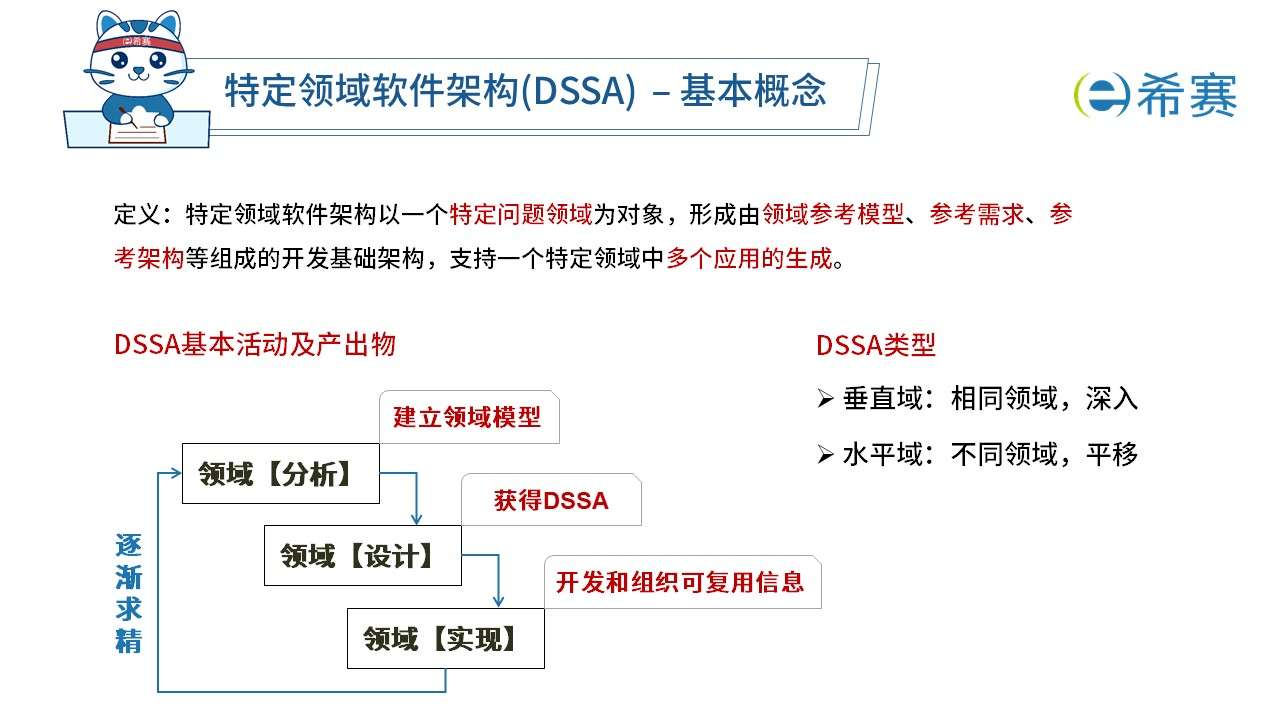 希赛
特定领域软件架构(DSSA) – 基本概念
希赛
定义：特定领域软件架构以一个特定问题领域为对象，形成由领域参考模型、参考需求、参
考架构等组成的开发基础架构，支持一个特定领域中多个应用的生成。
DSSA基本活动及产出物
建立领域模型
领域【分析】
获得DSSA
领域【设计】
开发和组织可复用信息
领域【实现】
逐渐求精
DSSA类型
➢ 垂直域：相同领域，深入
➢ 水平域：不同领域，平移